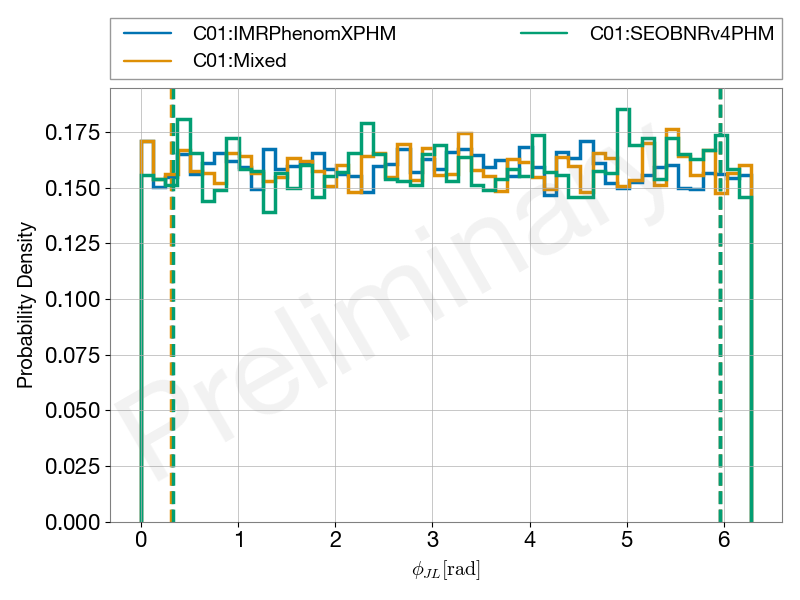 C01:IMRPhenomXPHM
C01:Mixed
C01:SEOBNRv4PHM
0.175
0.150
0.125
0.100
0.075
0.050
0.025
0.000
Probability Density
Preliminary
0 1 2 3 4 5 6
ϕ_JL[rad]